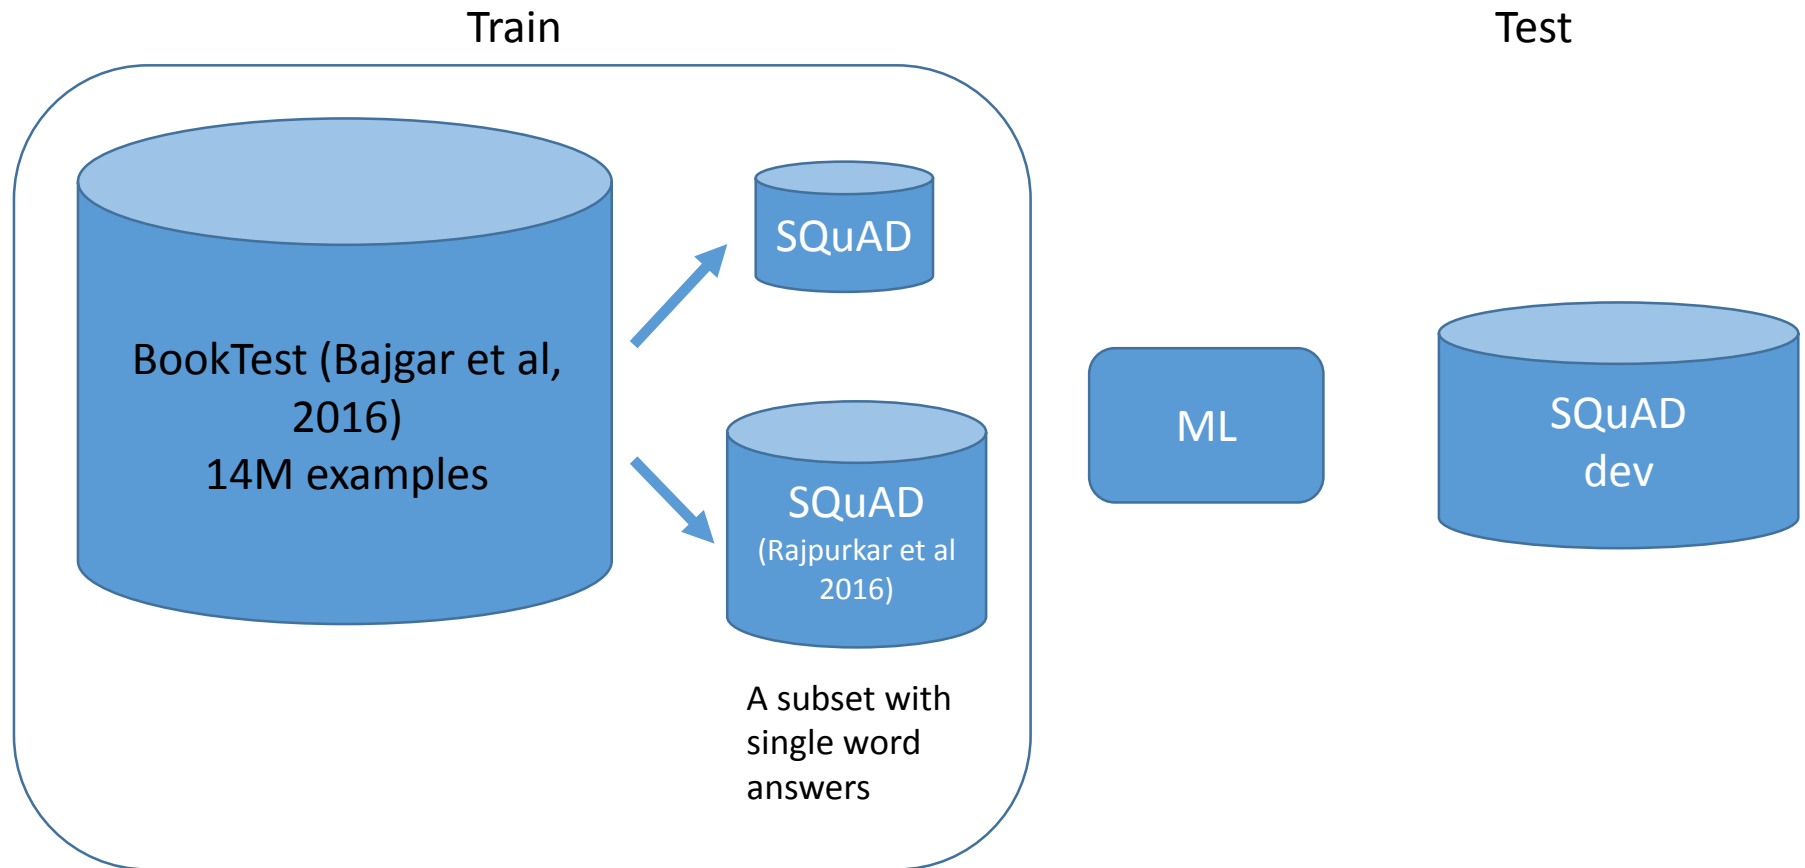 Train
Test
BookTest (Bajgar et al,
2016)
14M examples
SQuAD
SQuAD
(Rajpurkar et al
2016)
A subset with
single word
answers
ML
SQuAD
dev